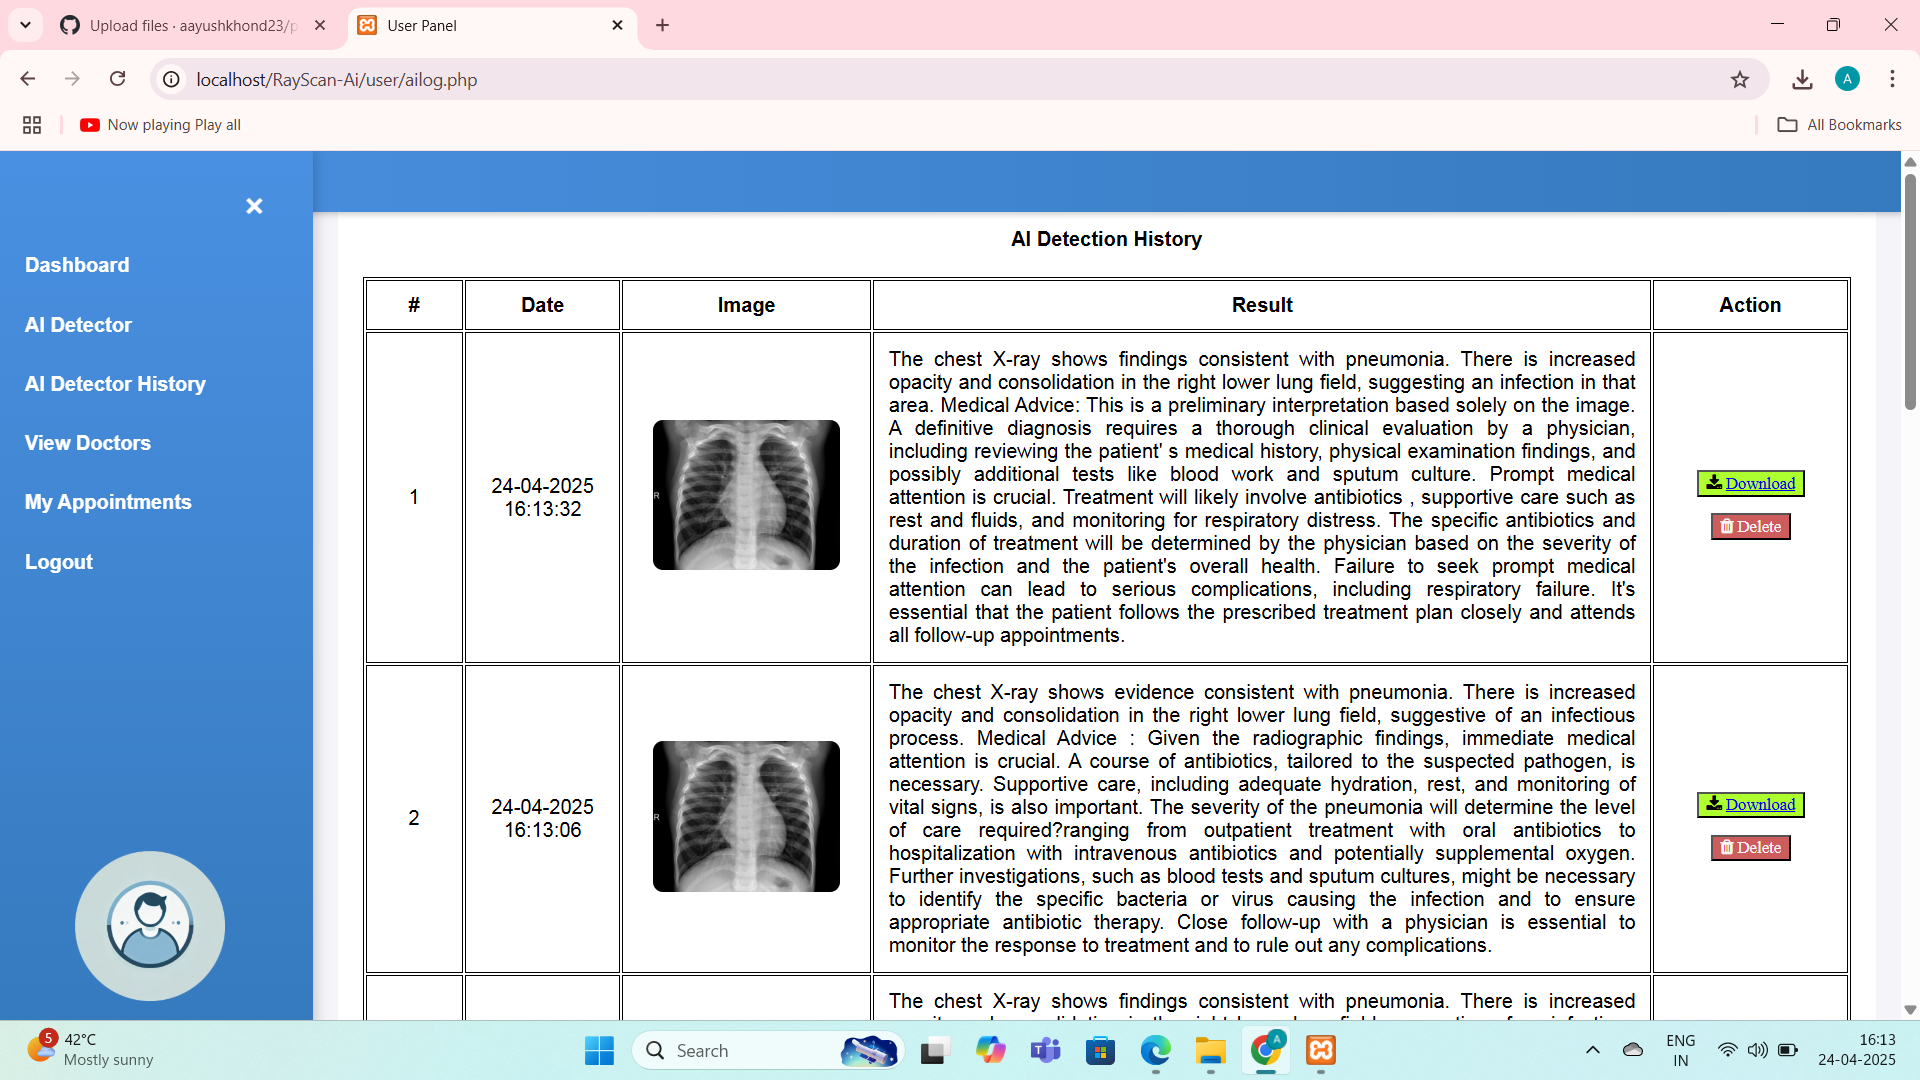 Upload files · aayushkhond23/p
User Panel
localhost/RayScan-Ai/user/ailog.php
A
Now playing Play all
All Bookmarks
Dashboard
AI Detector
AI Detector History
View Doctors
My Appointments
Logout
AI Detection History
# Date Image Result Action
1
24-04-2025
16:13:32
R
The chest X-ray shows findings consistent with pneumonia. There is increased
opacity and consolidation in the right lower lung field, suggesting an infection in that
area. Medical Advice: This is a preliminary interpretation based solely on the image.
A definitive diagnosis requires a thorough clinical evaluation by a physician,
including reviewing the patient' s medical history, physical examination findings, and
possibly additional tests like blood work and sputum culture. Prompt medical
attention is crucial. Treatment will likely involve antibiotics , supportive care such as
rest and fluids, and monitoring for respiratory distress. The specific antibiotics and
duration of treatment will be determined by the physician based on the severity of
the infection and the patient's overall health. Failure to seek prompt medical
attention can lead to serious complications, including respiratory failure. It's
essential that the patient follows the prescribed treatment plan closely and attends
all follow-up appointments.
Download
Delete
2
24-04-2025
16:13:06
R
The chest X-ray shows evidence consistent with pneumonia. There is increased
opacity and consolidation in the right lower lung field, suggestive of an infectious
process. Medical Advice : Given the radiographic findings, immediate medical
attention is crucial. A course of antibiotics, tailored to the suspected pathogen, is
necessary. Supportive care, including adequate hydration, rest, and monitoring of
vital signs, is also important. The severity of the pneumonia will determine the level
of care required?ranging from outpatient treatment with oral antibiotics to
hospitalization with intravenous antibiotics and potentially supplemental oxygen.
Further investigations, such as blood tests and sputum cultures, might be necessary
to identify the specific bacteria or virus causing the infection and to ensure
appropriate antibiotic therapy. Close follow-up with a physician is essential to
monitor the response to treatment and to rule out any complications.
Download
Delete
The chest X-ray shows findings consistent with pneumonia. There is increased
5
42°C
Mostly sunny
Search
A
ENG
IN
16:13
24-04-2025